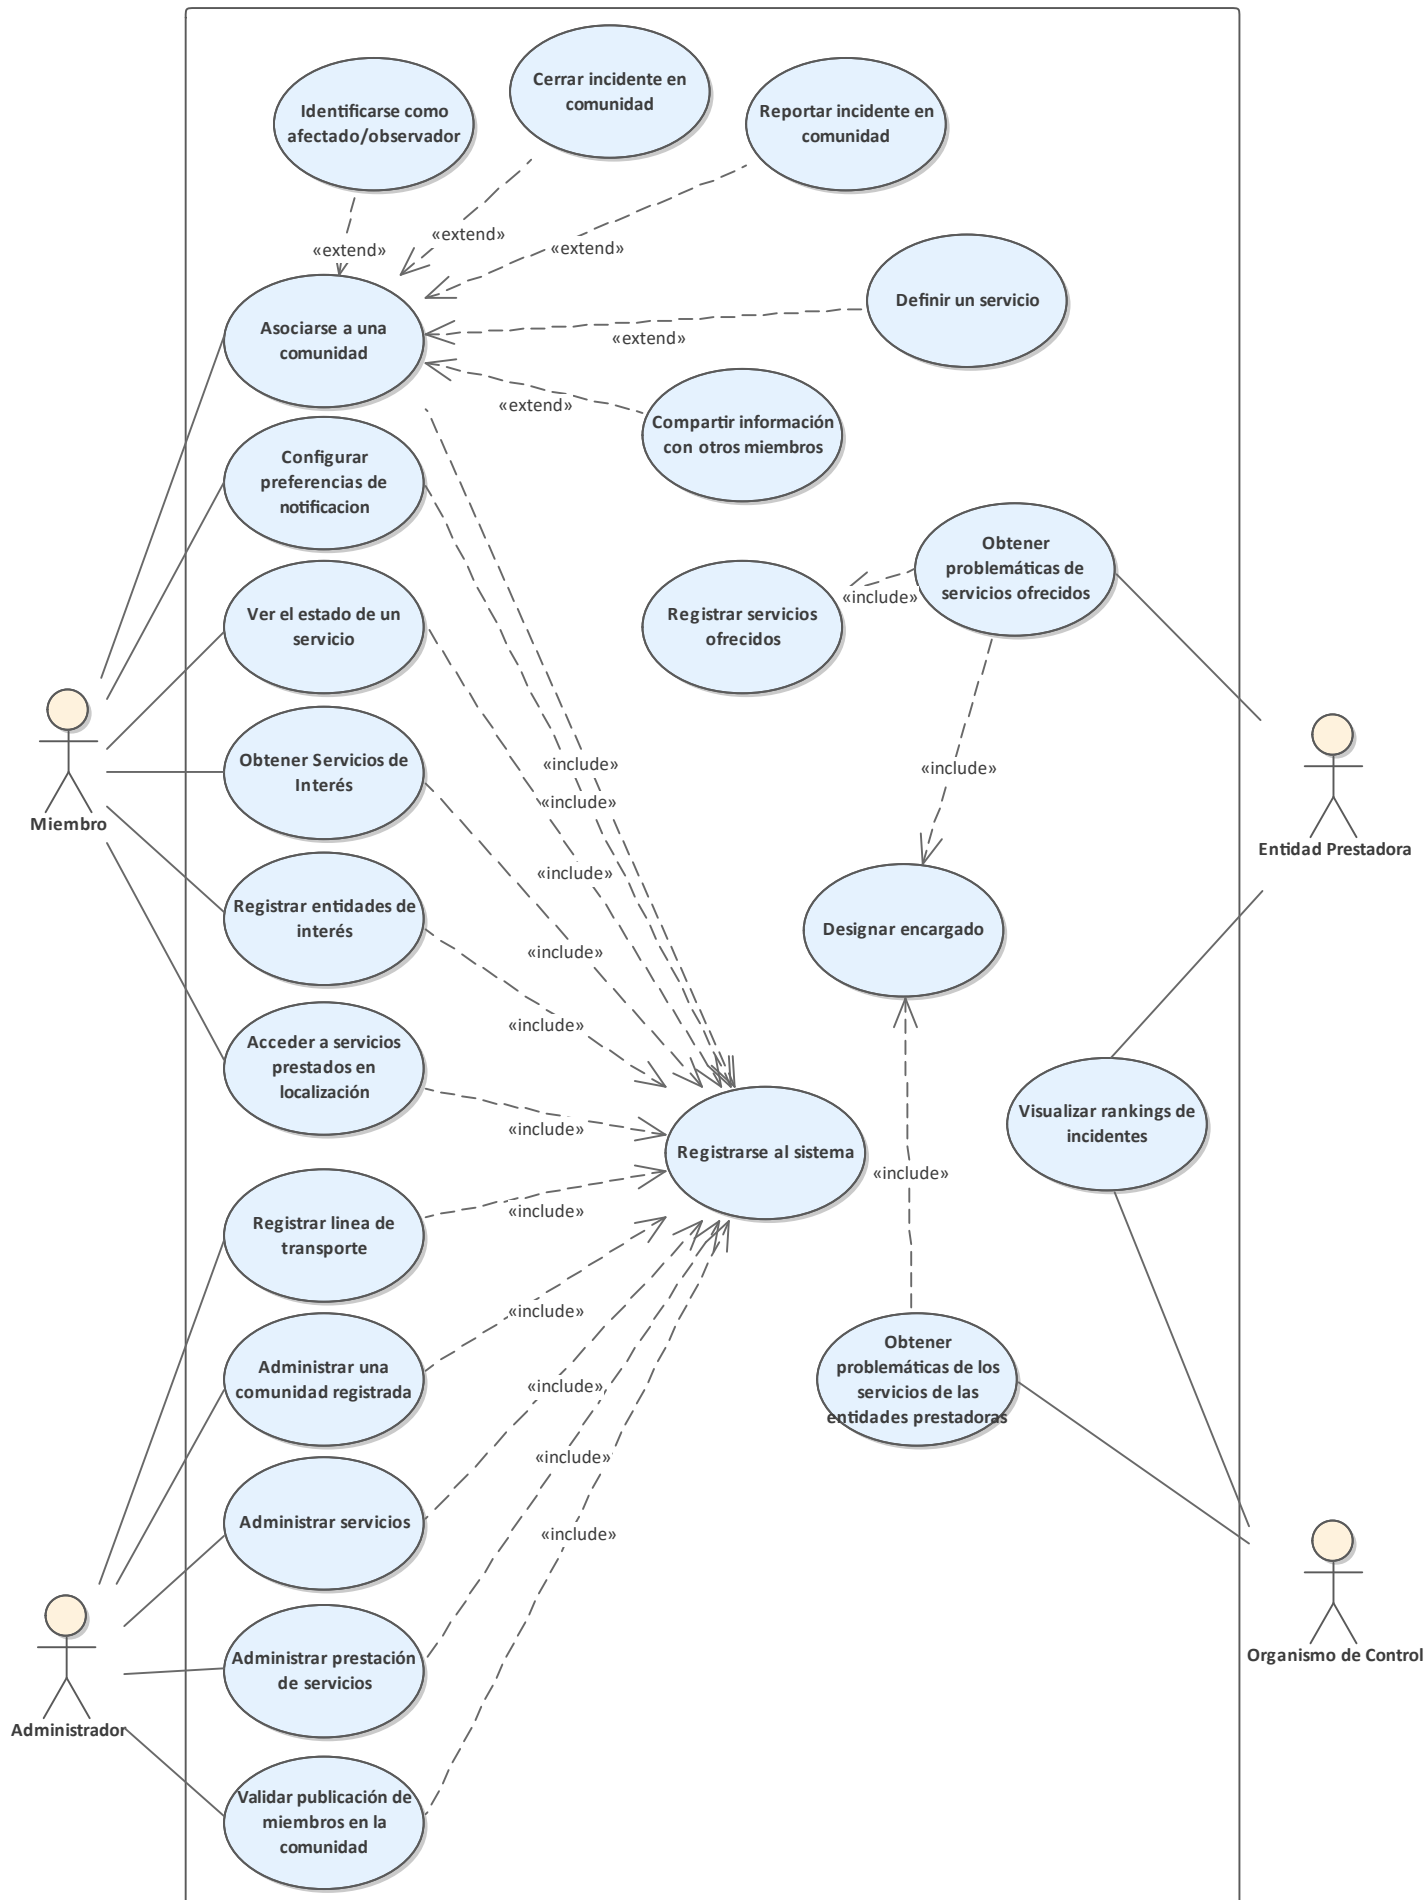 Cerrar incidente en
comunidad
Identificarse como
afectado/observador
Reportar incidente en
comunidad
«extend»
«extend»
«extend»
Definir un servicio
Asociarse a una
comunidad
«extend»
«extend»
Compartir información
con otros miembros
Configurar
preferencias de
notificacion
Obtener
problemáticas de
servicios ofrecidos
«include»
Ver el estado de un
servicio
Registrar servicios
ofrecidos
Obtener Servicios de
Interés
«include»
«include»
«include»
Miembro
Entidad Prestadora
«include»
Registrar entidades de
interés
Designar encargado
«include»
«include»
Acceder a servicios
prestados en
localización
«include»
Visualizar rankings de
incidentes
Registrarse al sistema
«include»
Registrar linea de
transporte
«include»
«include»
Administrar una
comunidad registrada
Obtener
problemáticas de los
servicios de las
entidades prestadoras
«include»
«include»
Administrar servicios
«include»
Administrar prestación
de servicios
Organismo de Control
Administrador
Validar publicación de
miembros en la
comunidad